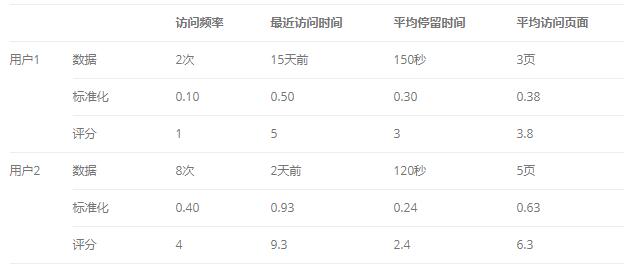 访问频率 最近访问时间 平均停留时间 平均访问页面
用户1 数据 2次 15天前 150秒 3页
标准化 0.10 0.50 0.30 0.38
评分 1 5 3 3.8
用户2 数据 8次 2天前 120秒 5页
标准化 0.40 0.93 0.24 0.63
评分 4 9.3 2.4 6.3